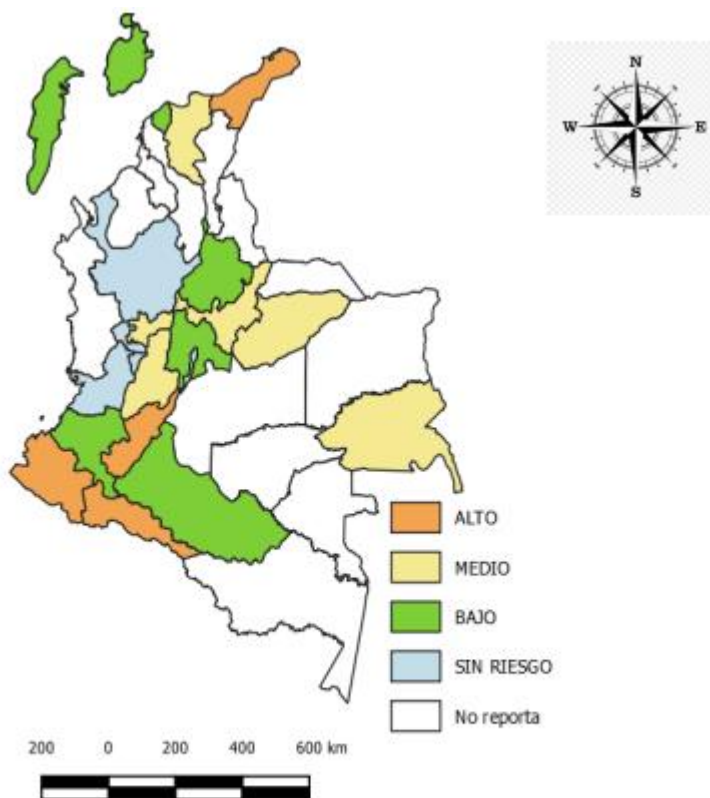 N
W E
S
ALTO
MEDIO
BAJO
SIN RIESGO
No reporta
200 0 200 400 600 km